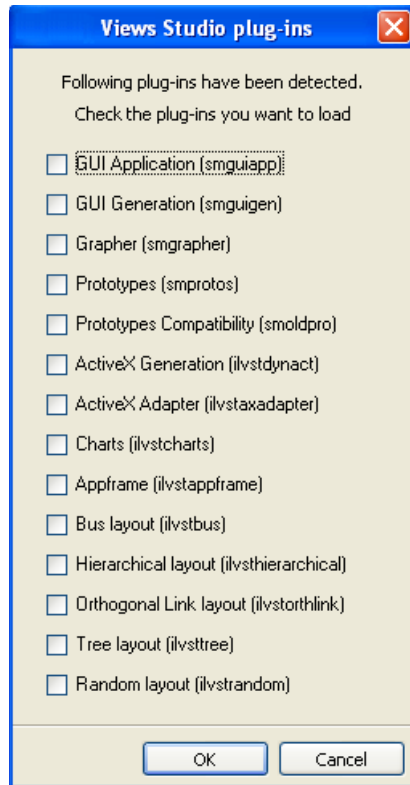 Views Studio plug-ins
Following plug-ins have been detected.
Check the plug-ins you want to load
GUI Application (smguiapp)
GUI Generation (smguigen)
Grapher (smgrapher)
Prototypes (smprotos)
Prototypes Compatibility (smoldpro)
ActiveX Generation (ilvstdynact)
ActiveX Adapter (ilvstaxadapter)
Charts (ilvstcharts)
Appframe (ilvstappframe)
Bus layout (ilvstbus)
Hierarchical layout (ilvsthierarchical)
Orthogonal Link layout (ilvstorthlink)
Tree layout (ilvsttree)
Random layout (ilvstrandom)
OK Cancel